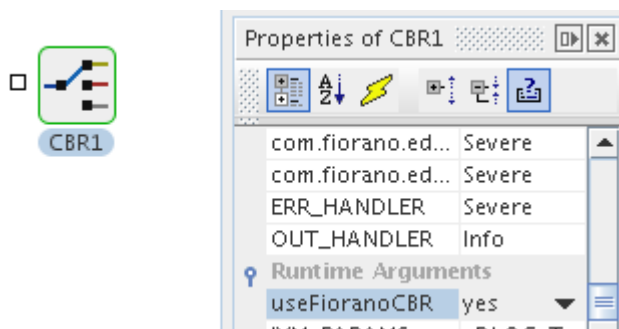 Properties of CBR1
A
Z
CBR1
com.fiorano.ed... Severe
com.fiorano.ed... Severe
ERR_HANDLER Severe
OUT_HANDLER Info
Runtime Arguments
useFioranoCBR yes